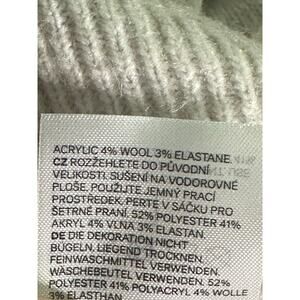 ACRYLIC 4% WOOL 3% ELASTANE.
CZ ROZŽEHLETE DO PŮVODNÍ
VELIKOSTI. SUŠENÍ NA VODOROVNÉ
PLOŠE. POUŽIJTE JEMNÝ PRACÍ
PROSTŘEDEK. PERTE V SÁČKU PRO
ŠETRNÉ PRANÍ. 52% POLYESTER 41%
AKRYL 4% VLNA 3% ELASTAN.
DE DIE DEKORATION NICHT
BÜGELN. LIEGEND TROCKNEN.
FEINWASCHMITTEL VERWENDEN.
WÄSCHEBEUTEL VERWENDEN. 52%
POLYESTER 41% POLYACRYL 4% WOLLE
3% ELASTHAN